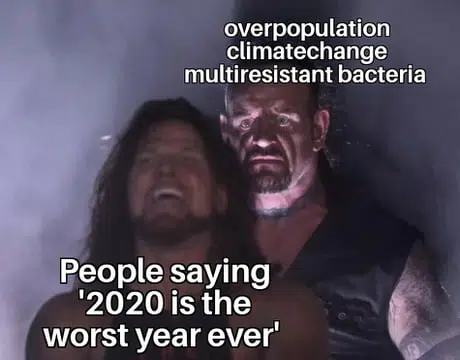 overpopulation
climatechange
multiresistant bacteria
People saying
'2020 is the
worst year ever'